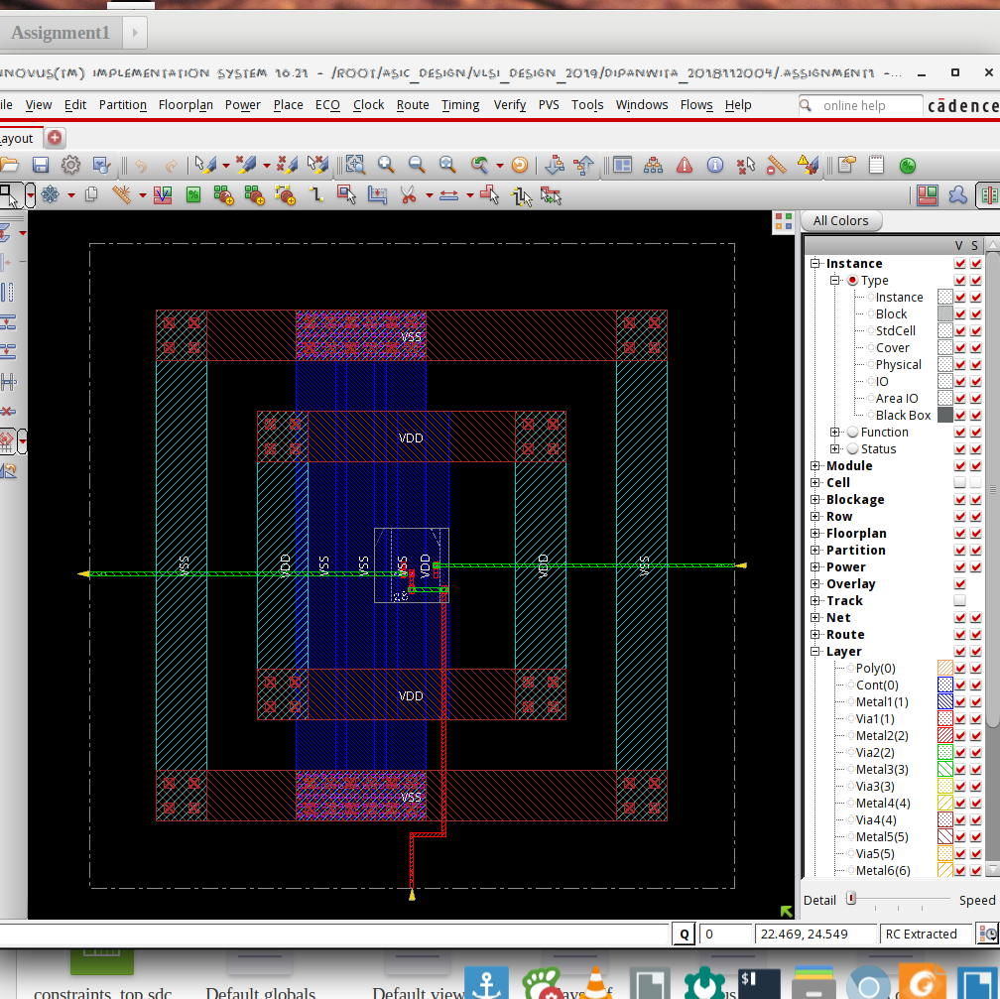 Assignment1
NNOVUS(TM) IMPLEMENTATION SYSTEM 16.21 - /ROOT/ASIC_DESIGN/VLSI_DESIGN_2019/DIPANWITA_2018112004/.ASSIGNMENT1 -...
ile View Edit Partition Floorplan Power Place ECO Clock Route Timing Verify PVS Tools Windows Flows Help
online help
cādence
ayout
All Colors
V S
Instance
Type
Instance
Block
StdCell
Cover
Physical
IO
Area IO
Black Box
Function
Status
Module
Cell
Blockage
Row
Floorplan
Partition
Power
Overlay
Track
Net
Route
Layer
Poly(0)
Cont(0)
Metal1(1)
Via1(1)
Metal2(2)
Via2(2)
Metal3(3)
Via3(3)
Metal4(4)
Via4(4)
Metal5(5)
Via5(5)
Metal6(6)
VSS
VDD
VSS
VDD
VSS
VSS
VSS
VDD
VDD
VSS
VDD
VSS
Detail Speed
Q 0 22.469, 24.549 RC Extracted
constraints_top.sdc Default.globals Default.view
$